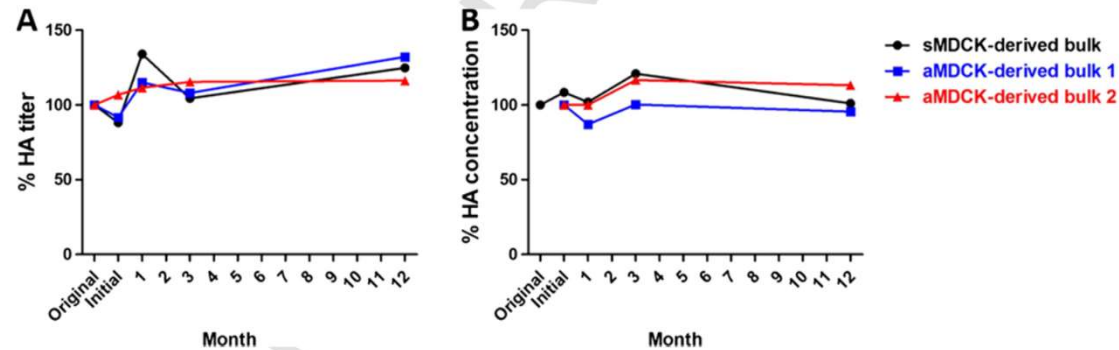 A
% HA titer
150
100
50
0
Original
Initial
1
2
3
4
5
6
7
8
9
10
11
12
Month
B
% HA concentration
150
100
50
0
Original
Initial
1
2
3
4
5
6
7
8
9
10
11
12
Month
sMDCK-derived bulk
aMDCK-derived bulk 1
aMDCK-derived bulk 2